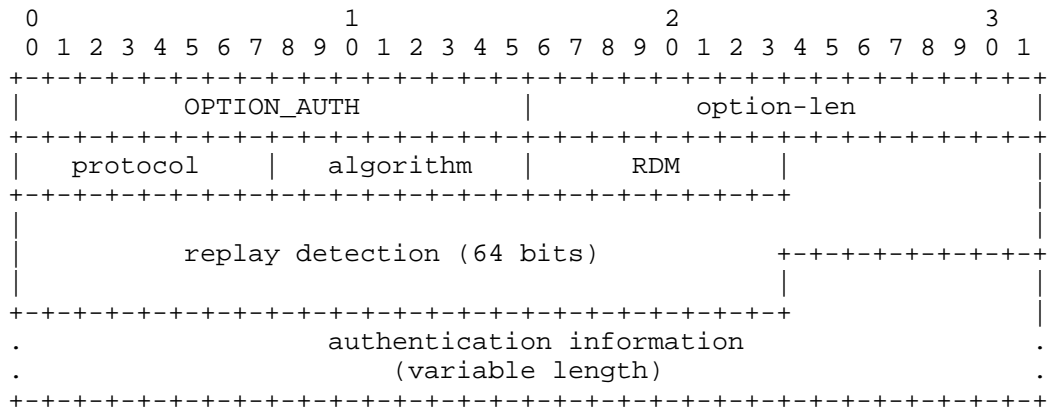 0                   1                   2                   3
 0 1 2 3 4 5 6 7 8 9 0 1 2 3 4 5 6 7 8 9 0 1 2 3 4 5 6 7 8 9 0 1
+-+-+-+-+-+-+-+-+-+-+-+-+-+-+-+-+-+-+-+-+-+-+-+-+-+-+-+-+-+-+-+-+
|          OPTION_AUTH          |          option-len           |
+-+-+-+-+-+-+-+-+-+-+-+-+-+-+-+-+-+-+-+-+-+-+-+-+-+-+-+-+-+-+-+-+
|   protocol    |   algorithm   |      RDM      |               |
+-+-+-+-+-+-+-+-+-+-+-+-+-+-+-+-+-+-+-+-+-+-+-+-+               |
|                                                               |
|          replay detection (64 bits)           +-+-+-+-+-+-+-+-+
|                                               |               |
+-+-+-+-+-+-+-+-+-+-+-+-+-+-+-+-+-+-+-+-+-+-+-+-+               |
.                   authentication information                  .
.                       (variable length)                       .
+-+-+-+-+-+-+-+-+-+-+-+-+-+-+-+-+-+-+-+-+-+-+-+-+-+-+-+-+-+-+-+-+